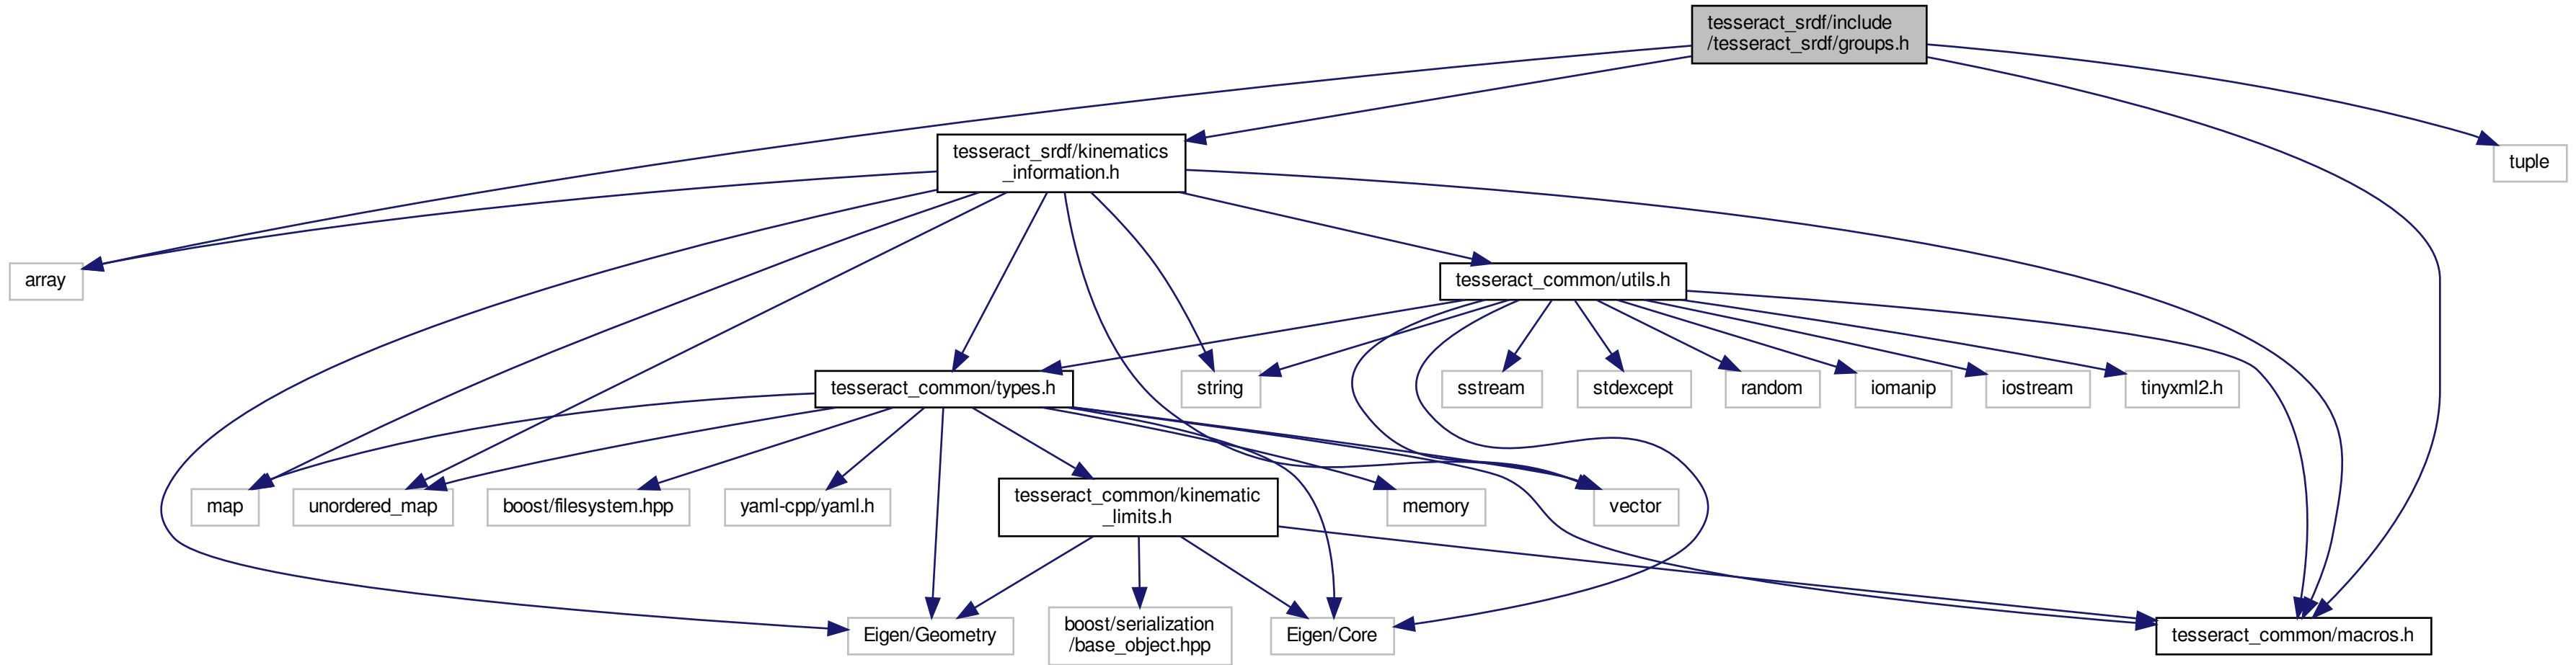 tesseract_srdf/include
/tesseract_srdf/groups.h
tesseract_srdf/kinematics
_information.h
tuple
array
tesseract_common/utils.h
tesseract_common/types.h
string
sstream
stdexcept
random
iomanip
iostream
tinyxml2.h
map
unordered_map
boost/filesystem.hpp
yaml-cpp/yaml.h
tesseract_common/kinematic
_limits.h
memory
vector
Eigen/Geometry
boost/serialization
/base_object.hpp
Eigen/Core
tesseract_common/macros.h